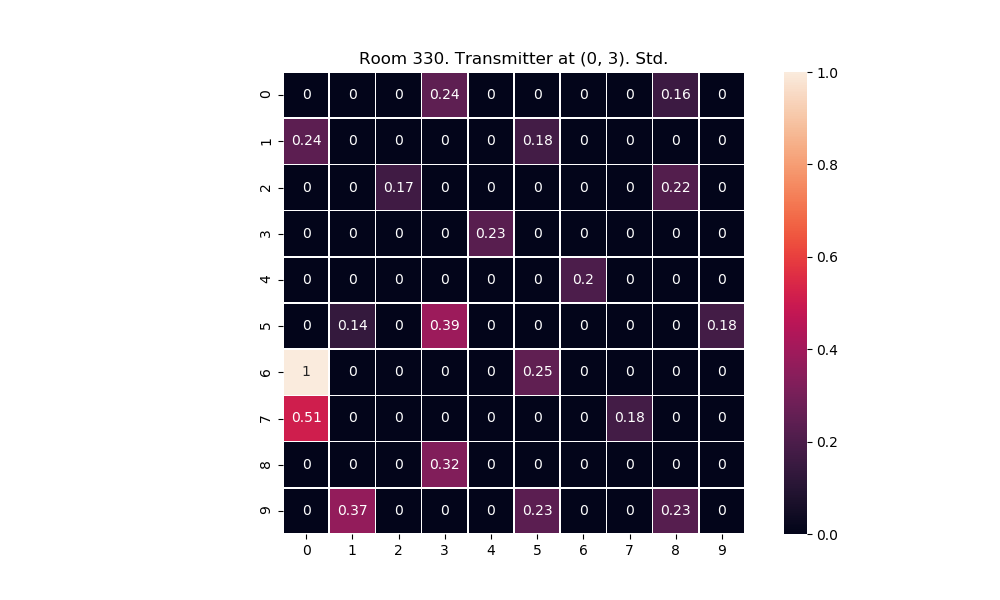 Room 330. Transmitter at (0, 3). Std.
0 0 0 0 0.24 0 0 0 0 0.16 0
1 0.24 0 0 0 0 0.18 0 0 0 0
2 0 0 0.17 0 0 0 0 0 0.22 0
3 0 0 0 0 0.23 0 0 0 0 0
4 0 0 0 0 0 0 0.2 0 0 0
5 0 0.14 0 0.39 0 0 0 0 0 0.18
6 1 0 0 0 0 0.25 0 0 0 0
7 0.51 0 0 0 0 0 0 0.18 0 0
8 0 0 0 0.32 0 0 0 0 0 0
9 0 0.37 0 0 0 0.23 0 0 0.23 0
0 1 2 3 4 5 6 7 8 9
1.0
0.8
0.6
0.4
0.2
0.0